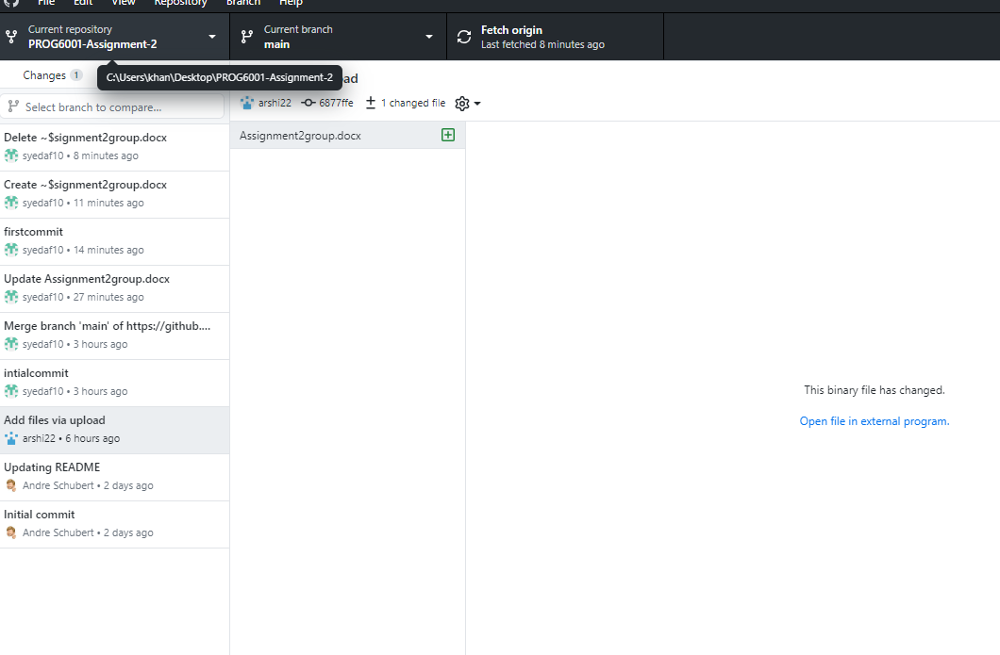 File Edit View Repository Branch Help
Current repository
PROG6001-Assignment-2
Current branch
main
Fetch origin
Last fetched 8 minutes ago
Changes 1
C:\Users\khan\Desktop\PROG6001-Assignment-2
ad
Select branch to compare...
arshi22 6877ffe 1 changed file
Assignment2group.docx
Delete ~$signment2group.docx
syedaf10 • 8 minutes ago
Create ~$signment2group.docx
syedaf10 • 11 minutes ago
firstcommit
syedaf10 • 14 minutes ago
Update Assignment2group.docx
syedaf10 • 27 minutes ago
Merge branch 'main' of https://github....
syedaf10 • 3 hours ago
intialcommit
syedaf10 • 3 hours ago
Add files via upload
arshi22 • 6 hours ago
Updating README
Andre Schubert • 2 days ago
Initial commit
Andre Schubert • 2 days ago
This binary file has changed.
Open file in external program.